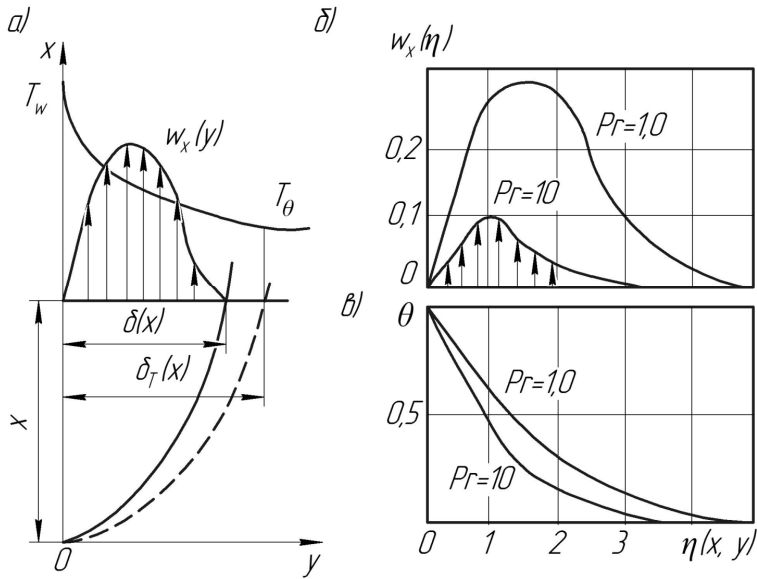 а)
x
T_w
w_x(y)
T_θ
δ(x)
δ_T(x)
x
0
y
б)
w_x(η)
Pr=1,0
0,2
Pr=10
0,1
0
в)
θ
Pr=1,0
0,5
Pr=10
0 1 2 3 η(x, y)